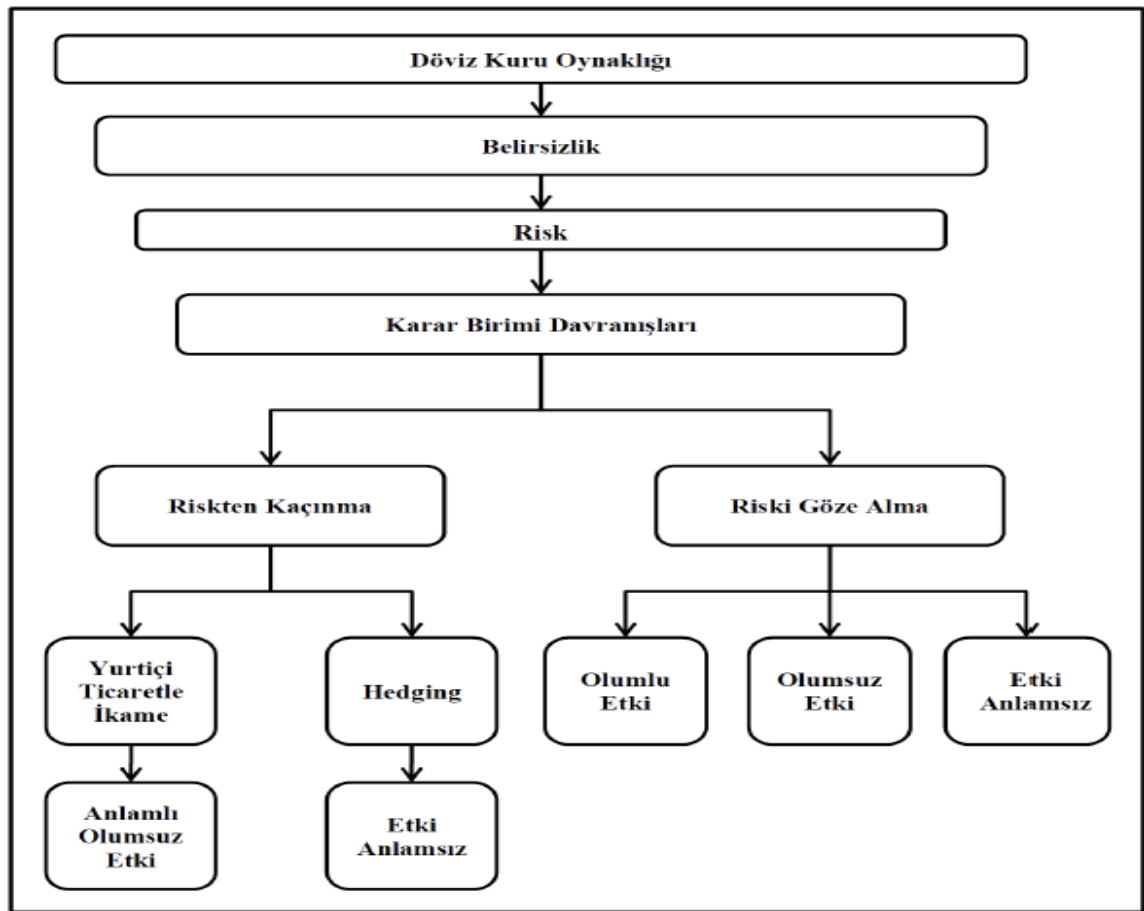 Döviz Kuru Oynaklığı
Belirsizlik
Risk
Karar Birimi Davranışları
Riskten Kaçınma
Riski Göze Alma
Yurtiçi
Ticaretle
İkame
Hedging
Olumlu
Etki
Olumsuz
Etki
Etki
Anlamsız
Anlamlı
Olumsuz
Etki
Etki
Anlamsız